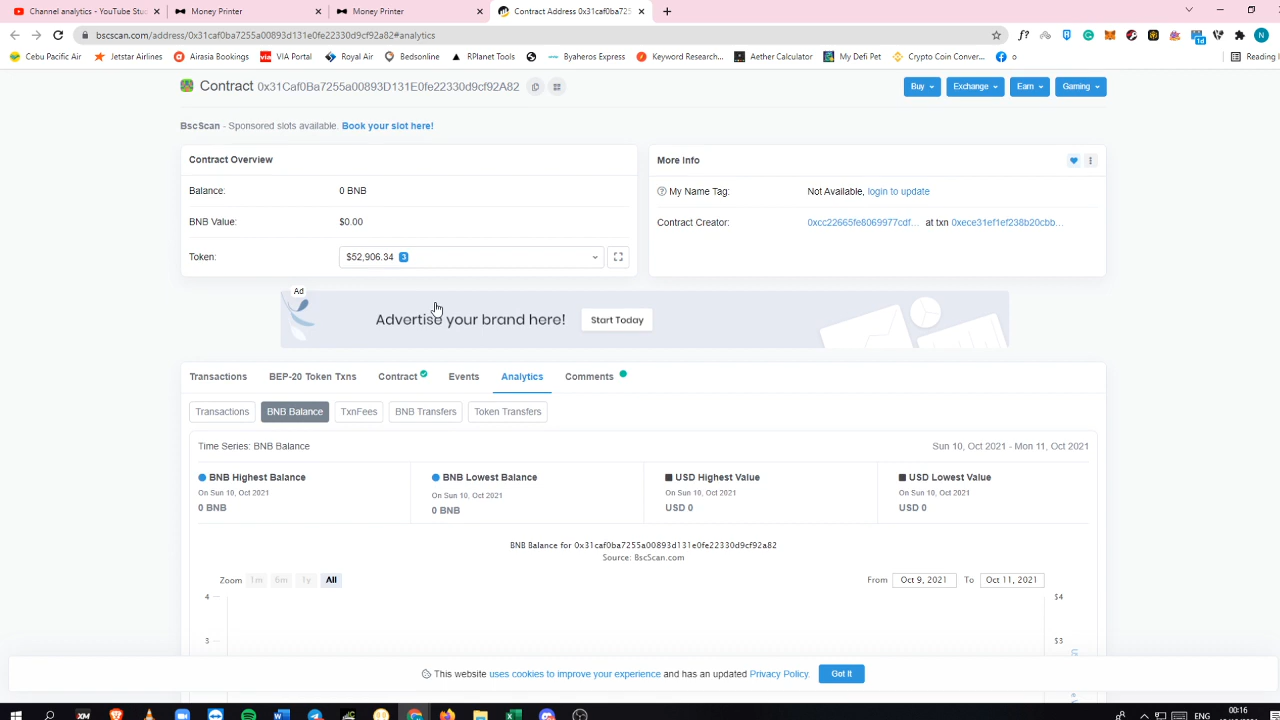 Channel analytics - YouTube Stu
Money Printer
Money Printer
Contract Address 0x31caf0ba7255
bscscan.com/address/0x31caf0ba7255a00893d131e0fe22330d9cf92a82#analytics
Cebu Pacific Air
Jetstar Airlines
Airasia Bookings
VIA Portal
Royal Air
Bedsonline
RPlanet Tools
Byaheros Express
Keyword Research...
Aether Calculator
My Defi Pet
Crypto Coin Conver...
o
Reading l
Contract 0x31Caf0Ba7255a00893D131E0fe22330d9cf92A82
Buy
Exchange
Earn
Gaming
BscScan - Sponsored slots available. Book your slot here!
Contract Overview
Balance: 0 BNB
BNB Value: $0.00
Token: $52,906.34 3
More Info
My Name Tag: Not Available, login to update
Contract Creator: 0xcc22665fe8069977cdf... at txn 0xece31ef1ef238b20cbb...
Ad
Advertise your brand here!
Start Today
Transactions
BEP-20 Token Txns
Contract
Events
Analytics
Comments
Transactions
BNB Balance
TxnFees
BNB Transfers
Token Transfers
Time Series: BNB Balance
Sun 10, Oct 2021 - Mon 11, Oct 2021
BNB Highest Balance
On Sun 10, Oct 2021
0 BNB
BNB Lowest Balance
On Sun 10, Oct 2021
0 BNB
USD Highest Value
On Sun 10, Oct 2021
USD 0
USD Lowest Value
On Sun 10, Oct 2021
USD 0
BNB Balance for 0x31caf0ba7255a00893d131e0fe22330d9cf92a82
Source: BscScan.com
Zoom 1m 6m 1y All
From Oct 9, 2021 To Oct 11, 2021
4
$4
3
$3
This website uses cookies to improve your experience and has an updated Privacy Policy.
Got It
ENG
00:16